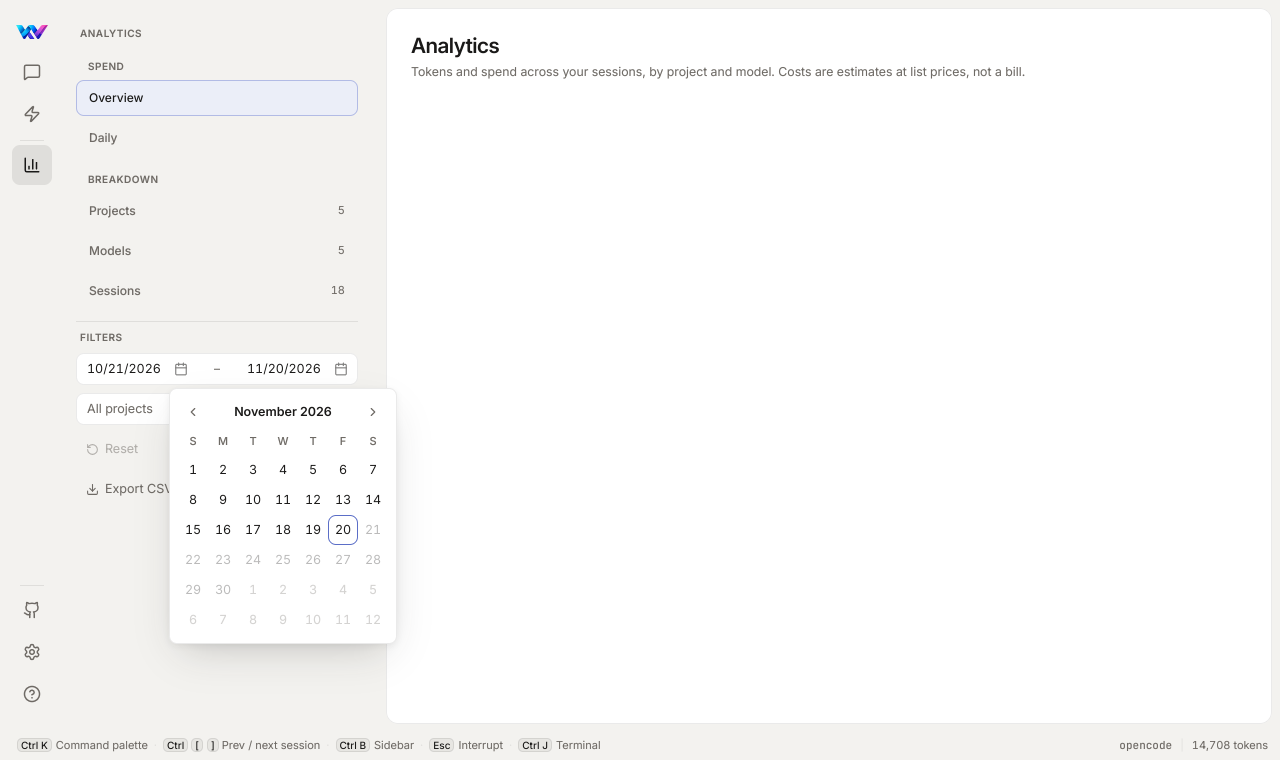 ANALYTICS
SPEND
Overview
Daily
BREAKDOWN
Projects 5
Models 5
Sessions 18
FILTERS
10/21/2026 – 11/20/2026
All projects
Reset
Export CSV
November 2026
S M T W T F S
1 2 3 4 5 6 7
8 9 10 11 12 13 14
15 16 17 18 19 20 21
22 23 24 25 26 27 28
29 30 1 2 3 4 5
6 7 8 9 10 11 12
Analytics
Tokens and spend across your sessions, by project and model. Costs are estimates at list prices, not a bill.
Ctrl K Command palette Ctrl [ ] Prev / next session Ctrl B Sidebar Esc Interrupt Ctrl J Terminal opencode 14,708 tokens